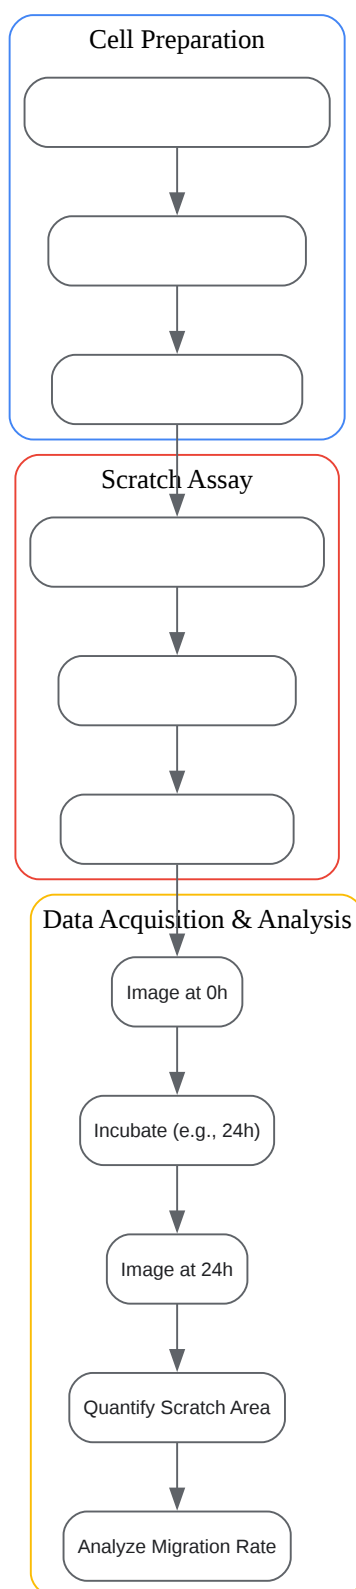 Cell Preparation
Scratch Assay
Data Acquisition & Analysis
Image at 0h
Incubate (e.g., 24h)
Image at 24h
Quantify Scratch Area
Analyze Migration Rate